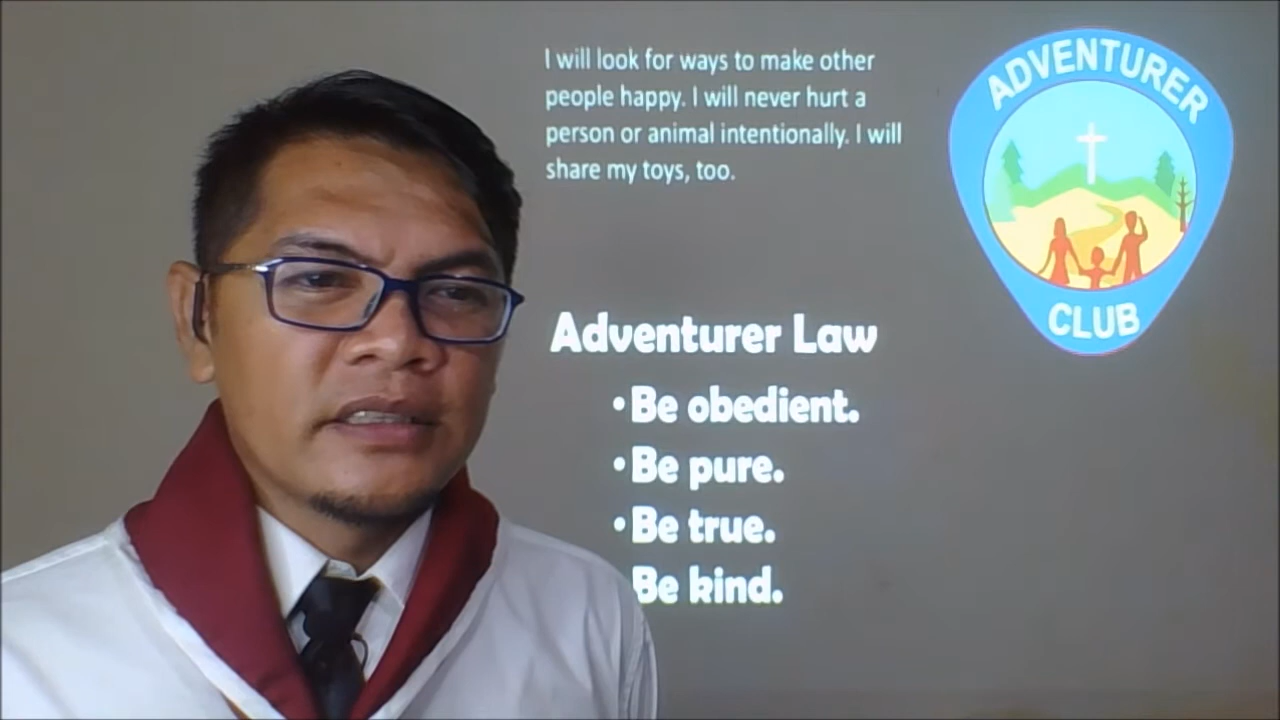 I will look for ways to make other
people happy. I will never hurt a
person or animal intentionally. I will
share my toys, too.
ADVENTURER
CLUB
Adventurer Law
•Be obedient.
•Be pure.
•Be true.
Be kind.